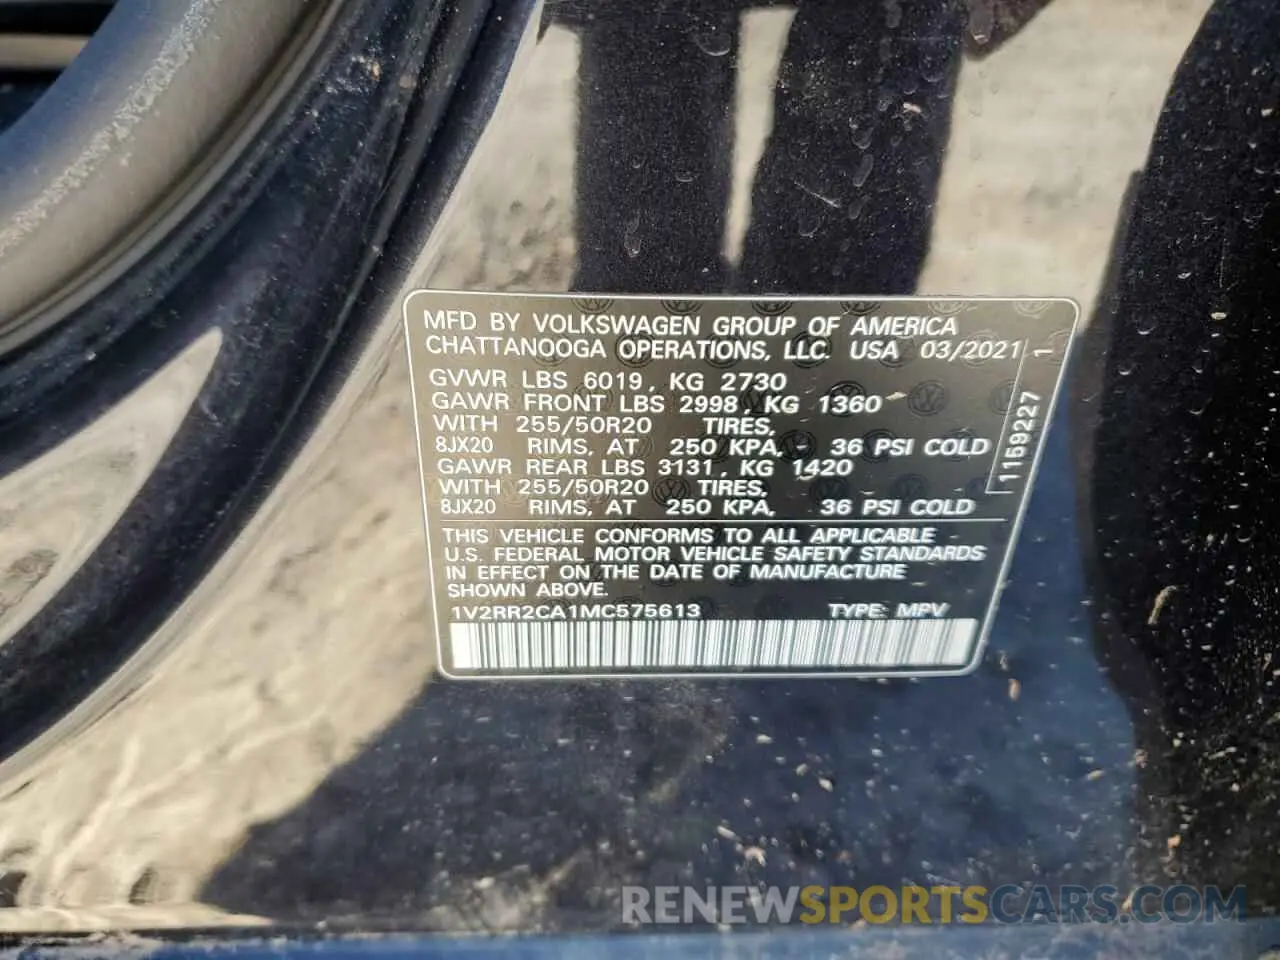 MFD BY VOLKSWAGEN GROUP OF AMERICA
CHATTANOOGA OPERATIONS, LLC. USA 03/2021 1
GVWR LBS 6019, KG 2730
GAWR FRONT LBS 2998, KG 1360
WITH 255/50R20 TIRES,
8JX20 RIMS, AT 250 KPA, 36 PSI COLD
GAWR REAR LBS 3131, KG 1420
WITH 255/50R20 TIRES,
8JX20 RIMS, AT 250 KPA, 36 PSI COLD
1159227
THIS VEHICLE CONFORMS TO ALL APPLICABLE
U.S. FEDERAL MOTOR VEHICLE SAFETY STANDARDS
IN EFFECT ON THE DATE OF MANUFACTURE
SHOWN ABOVE.
1V2RR2CA1MC575613 TYPE: MPV
RENEWSPORTSCARS.COM